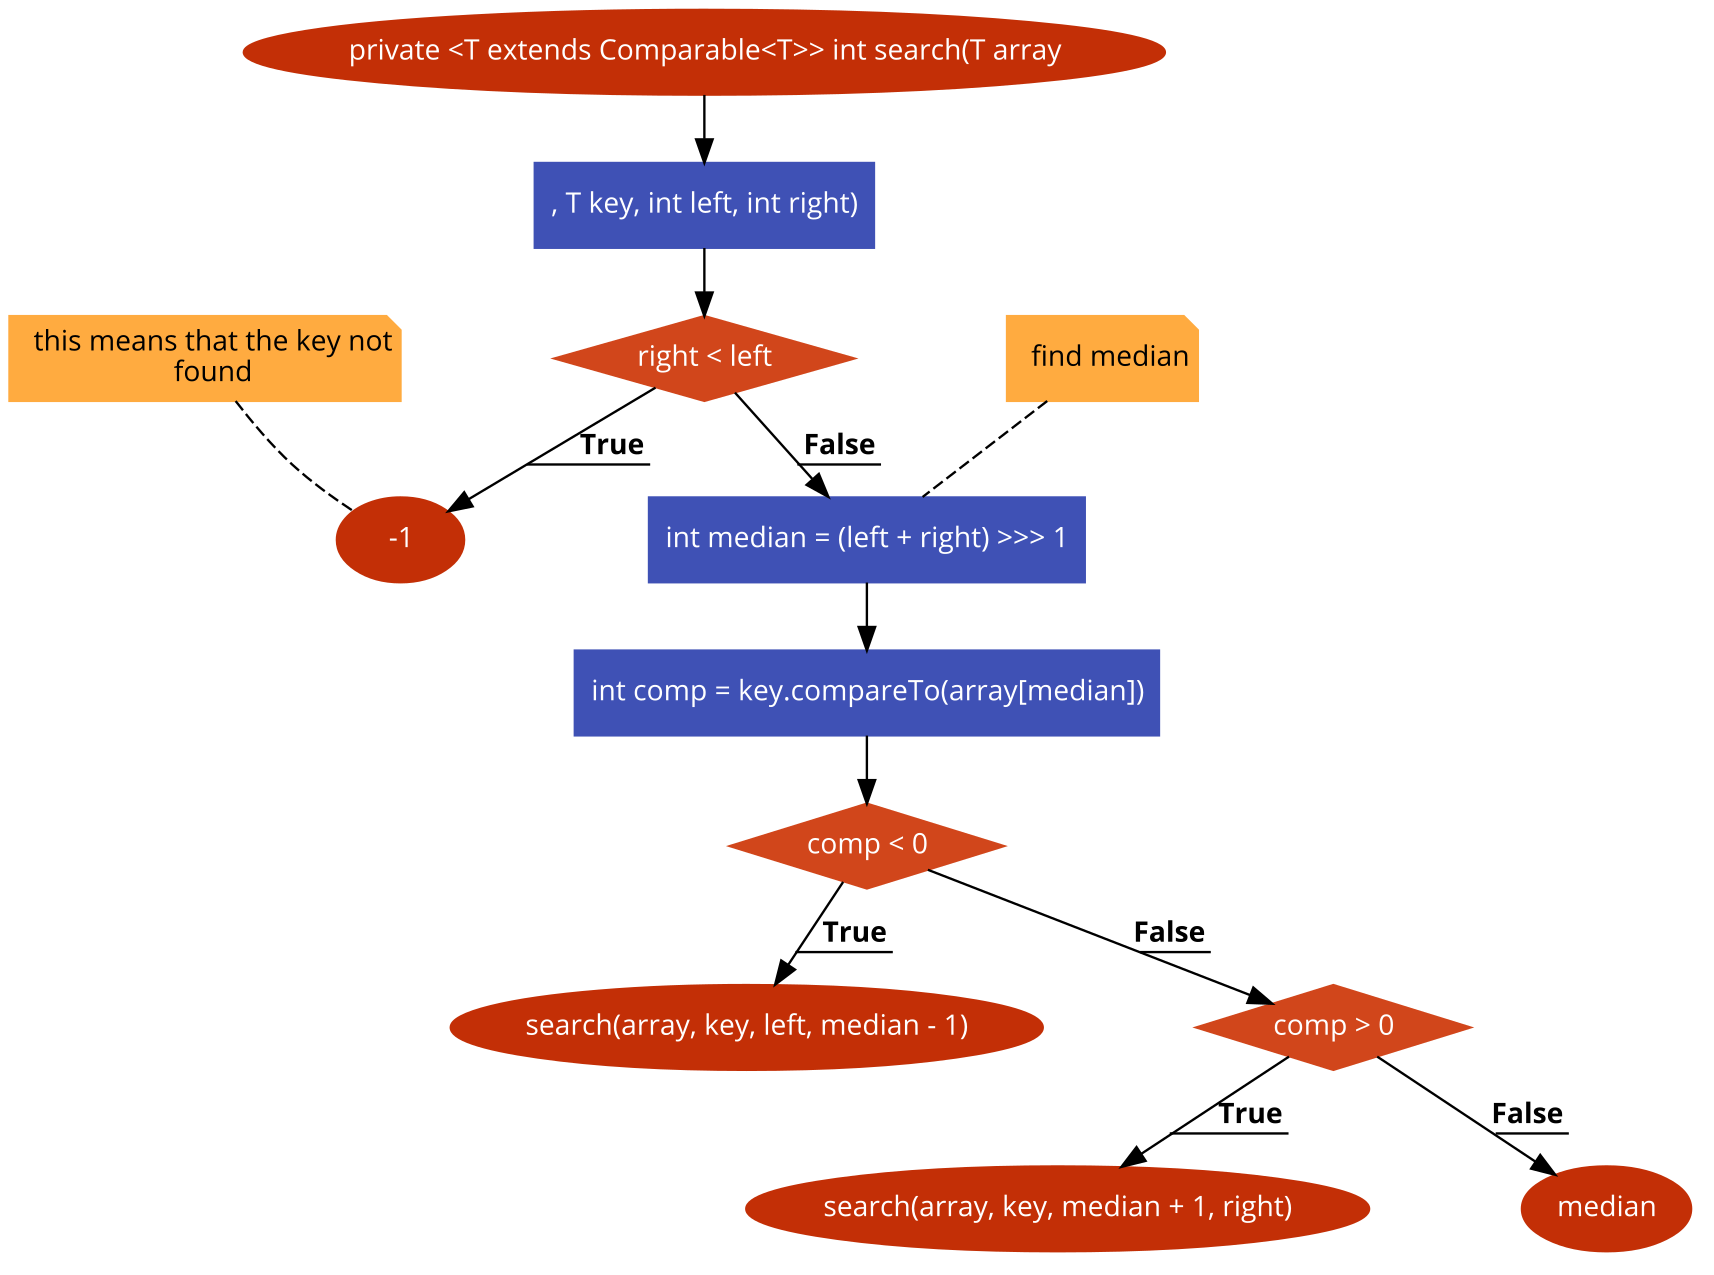 private <T extends Comparable<T>> int search(T array
, T key, int left, int right)
this means that the key not
found
right < left
find median
True
False
-1
int median = (left + right) >>> 1
int comp = key.compareTo(array[median])
comp < 0
True
False
search(array, key, left, median - 1)
comp > 0
True
False
search(array, key, median + 1, right)
median